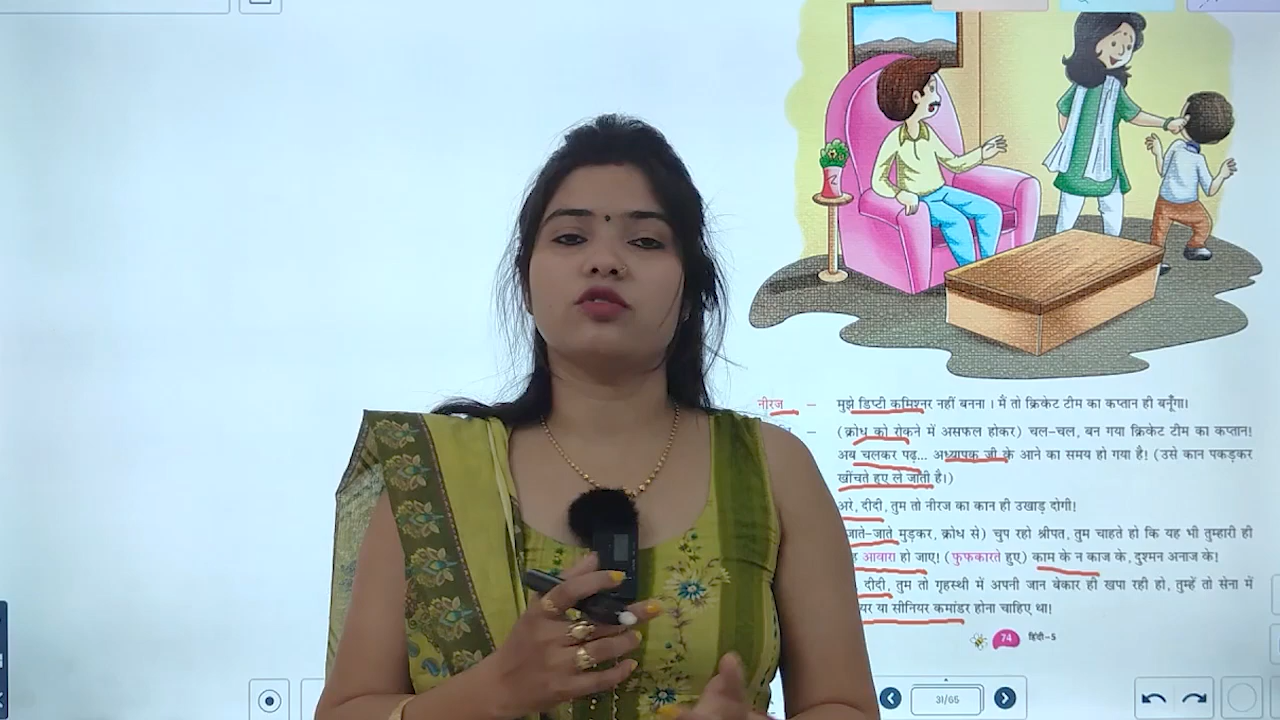 नीरज – मुझे डिप्टी कमिश्नर नहीं बनना । मैं तो क्रिकेट टीम का कप्तान ही बनूँगा।
– (क्रोध को रोकने में असफल होकर) चल-चल, बन गया क्रिकेट टीम का कप्तान!
अब चलकर पढ़... अध्यापक जी के आने का समय हो गया है! (उसे कान पकड़कर
खींचते हुए ले जाती है।)
अरे, दीदी, तुम तो नीरज का कान ही उखाड़ दोगी!
जाते-जाते मुड़कर, क्रोध से) चुप रहो श्रीपत, तुम चाहते हो कि यह भी तुम्हारी ही
आवारा हो जाए! (फुफकारते हुए) काम के न काज के, दुश्मन अनाज के!
दीदी, तुम तो गृहस्थी में अपनी जान बेकार ही खपा रही हो, तुम्हें तो सेना में
या सीनियर कमांडर होना चाहिए था!
74 हिंदी-5
31/65